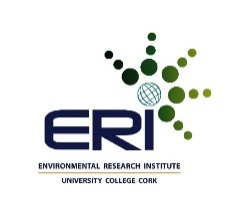 ERI
ENVIRONMENTAL RESEARCH INSTITUTE
UNIVERSITY COLLEGE CORK